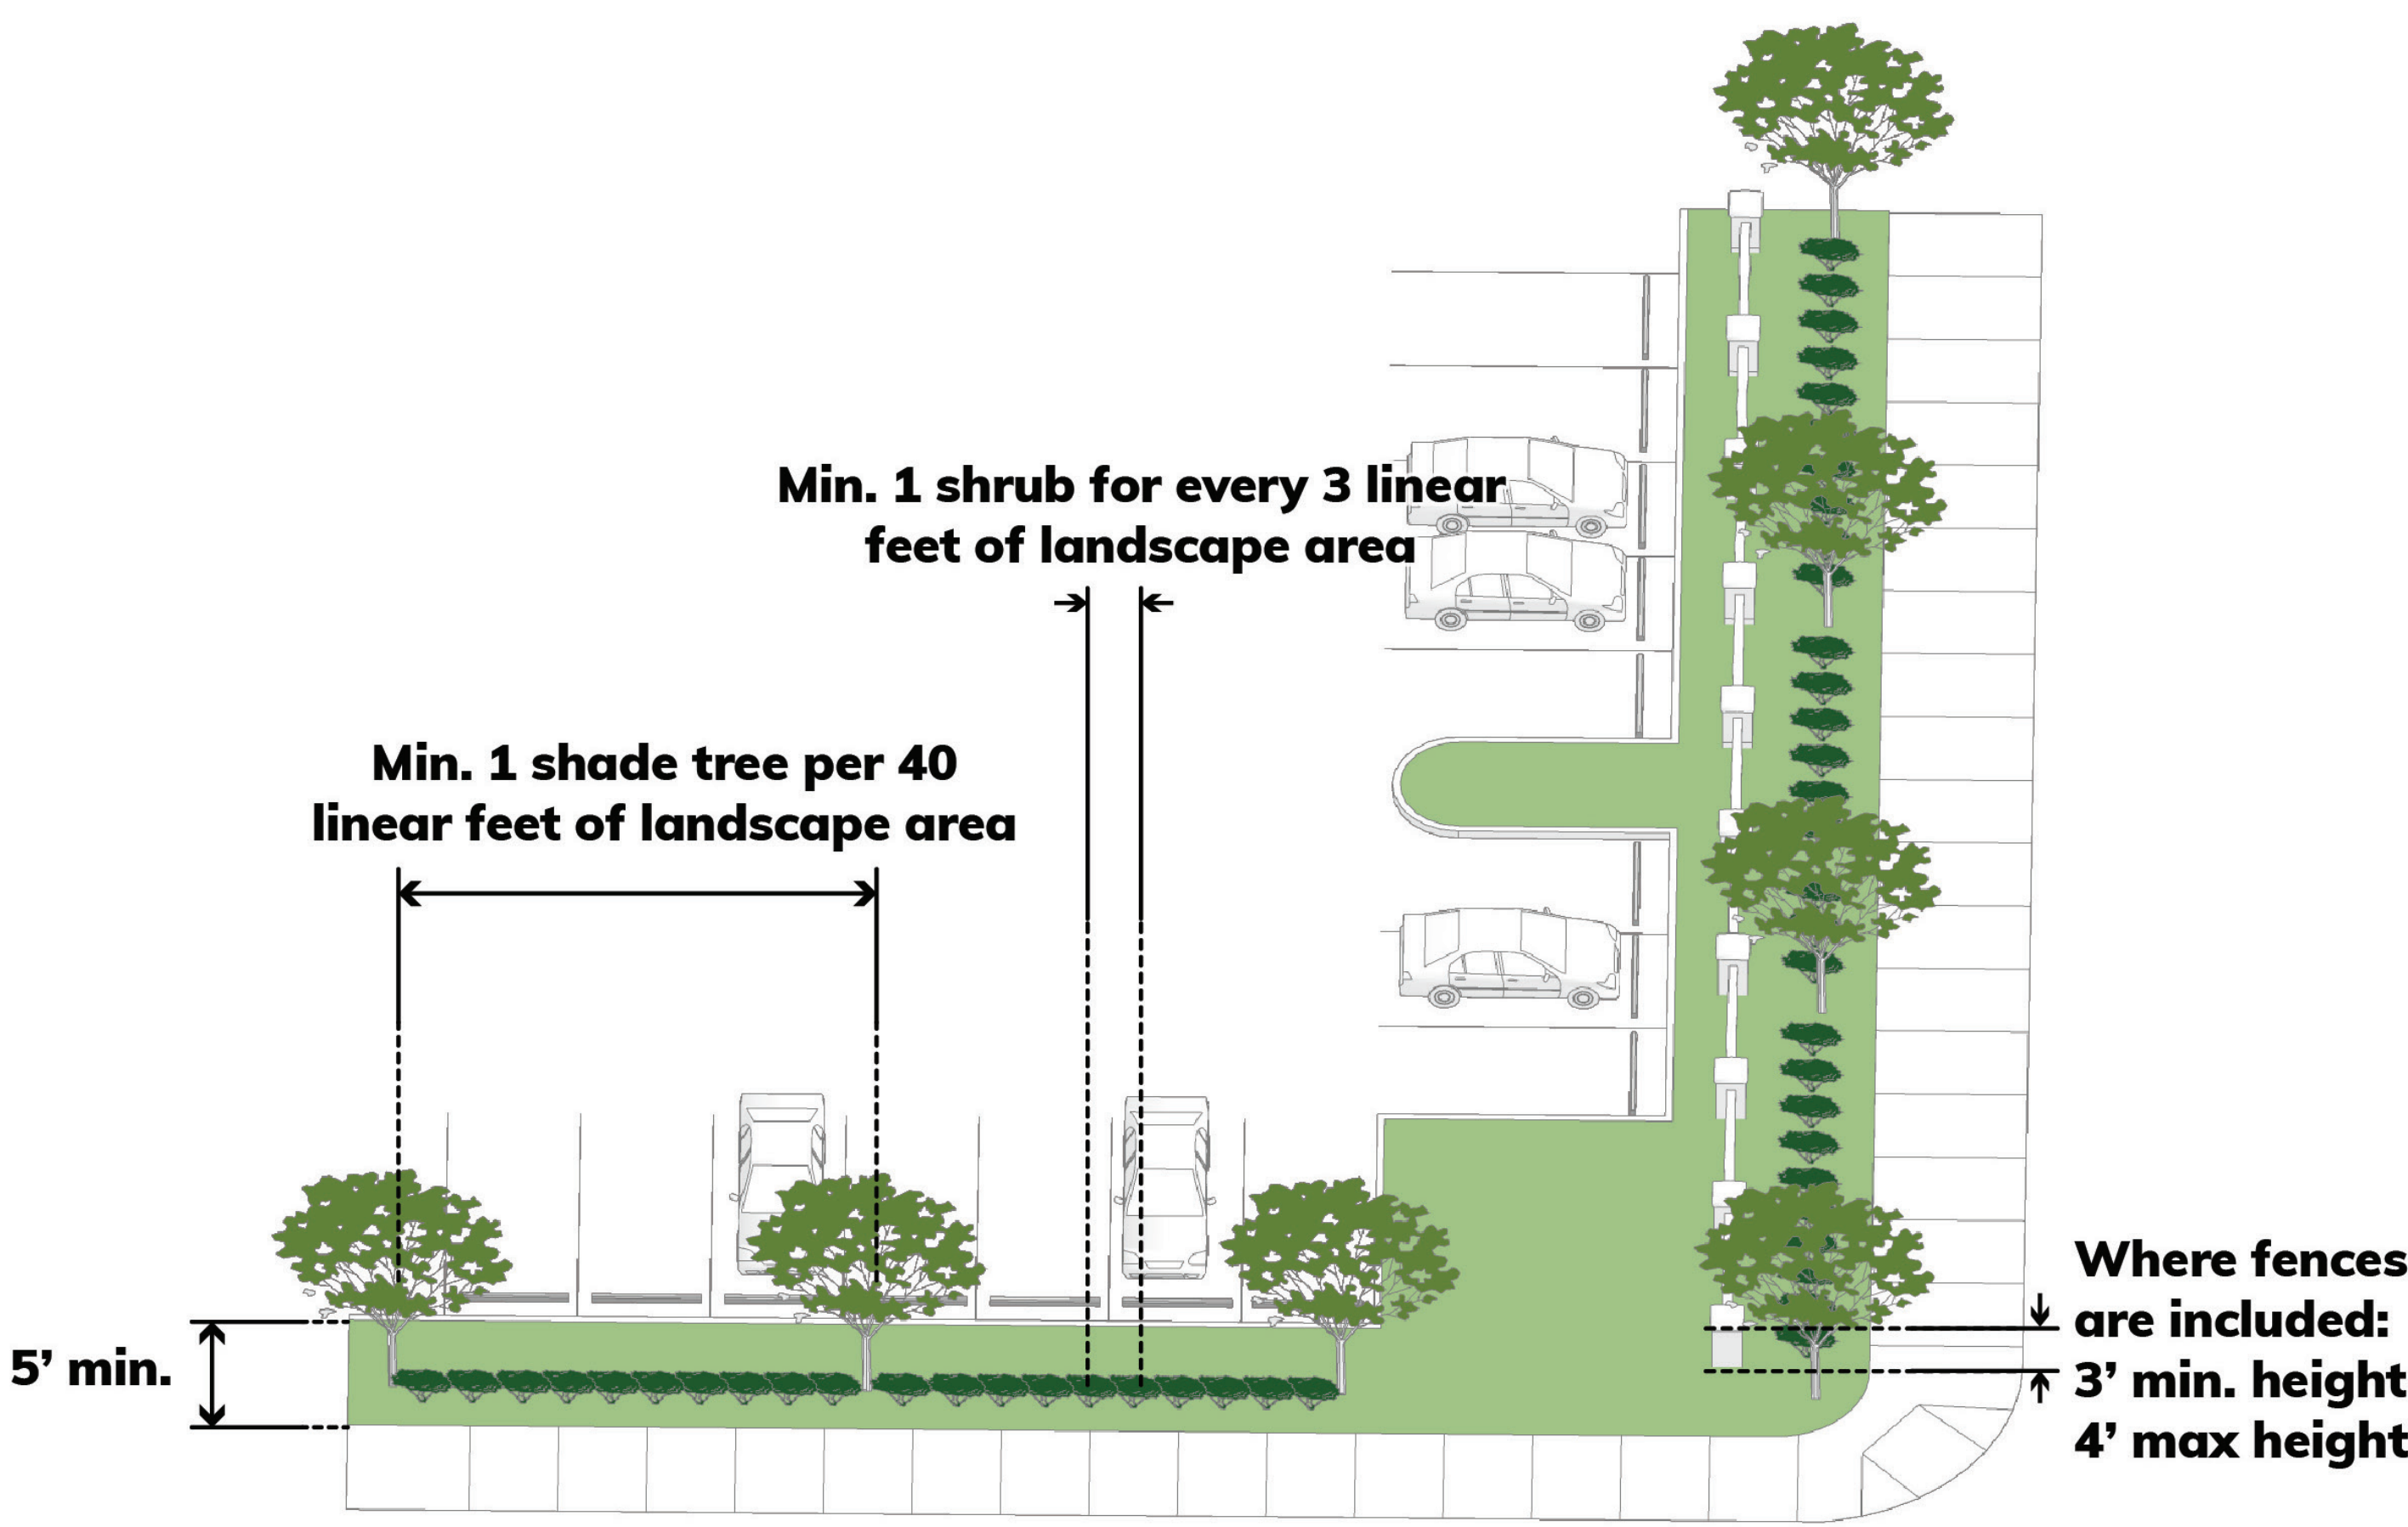 Min. 1 shrub for every 3 linear
feet of landscape area
Min. 1 shade tree per 40
linear feet of landscape area
5’ min.
Where fences
are included:
3’ min. height
4’ max height